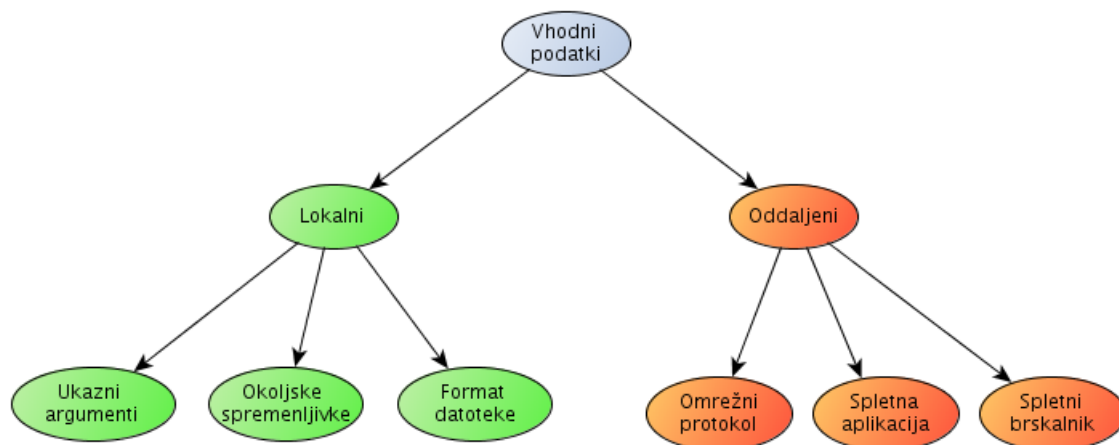 Vhodni
podatki
Lokalni
Oddaljeni
Ukazni
argumenti
Okoljske
spremenljivke
Format
datoteke
Omrežni
protokol
Spletna
aplikacija
Spletni
brskalnik